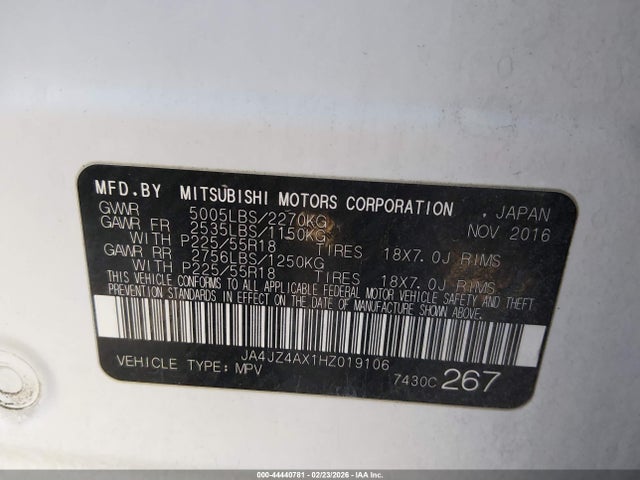 MFD.BY MITSUBISHI MOTORS CORPORATION . JAPAN
GVWR 5005LBS/2270KG NOV 2016
GAWR FR 2535LBS/1150KG
WITH P225/55R18 TIRES 18X7.0J RIMS
GAWR RR 2756LBS/1250KG
WITH P225/55R18 TIRES 18X7.0J RIMS
THIS VEHICLE CONFORMS TO ALL APPLICABLE FEDERAL MOTOR VEHICLE SAFETY AND THEFT
PREVENTION STANDARDS IN EFFECT ON THE DATE OF MANUFACTURE SHOWN ABOVE.
JA4JZ4AX1HZ019106
VEHICLE TYPE: MPV 7430C 267
000-44440781 - 02/23/2026 - IAA Inc.